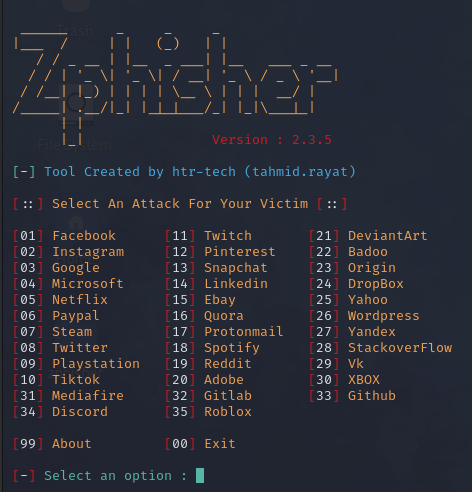 Zphisher
Version : 2.3.5
[-] Tool Created by htr-tech (tahmid.rayat)
[::] Select An Attack For Your Victim [::]
[01] Facebook [11] Twitch [21] DeviantArt
[02] Instagram [12] Pinterest [22] Badoo
[03] Google [13] Snapchat [23] Origin
[04] Microsoft [14] Linkedin [24] DropBox
[05] Netflix [15] Ebay [25] Yahoo
[06] Paypal [16] Quora [26] Wordpress
[07] Steam [17] Protonmail [27] Yandex
[08] Twitter [18] Spotify [28] StackoverFlow
[09] Playstation [19] Reddit [29] Vk
[10] Tiktok [20] Adobe [30] XBOX
[31] Mediafire [32] Gitlab [33] Github
[34] Discord [35] Roblox
[99] About [00] Exit
[-] Select an option :